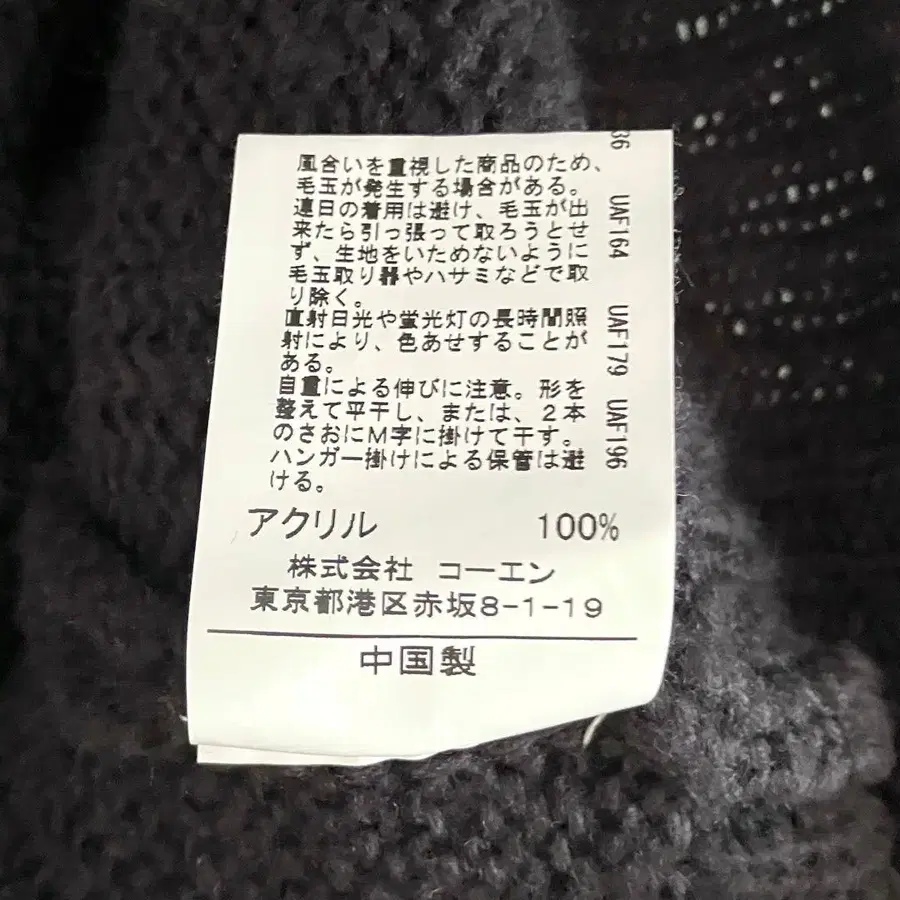 風合いを重視した商品のため、
毛玉が発生する場合がある。
連日の着用は避け、毛玉が出
来たら引っ張って取ろうとせ
ず、生地をいためないように
毛玉取り器やハサミなどで取
り除く。
直射日光や蛍光灯の長時間照
射により、色あせすることが
ある。
自重による伸びに注意。形を
整えて平干し、または、2本
のさおにM字に掛けて干す。
ハンガー掛けによる保管は避
ける。
アクリル 100%
株式会社 コーエン
東京都港区赤坂8-1-19
中国製
UAF164 UAF179 UAF196